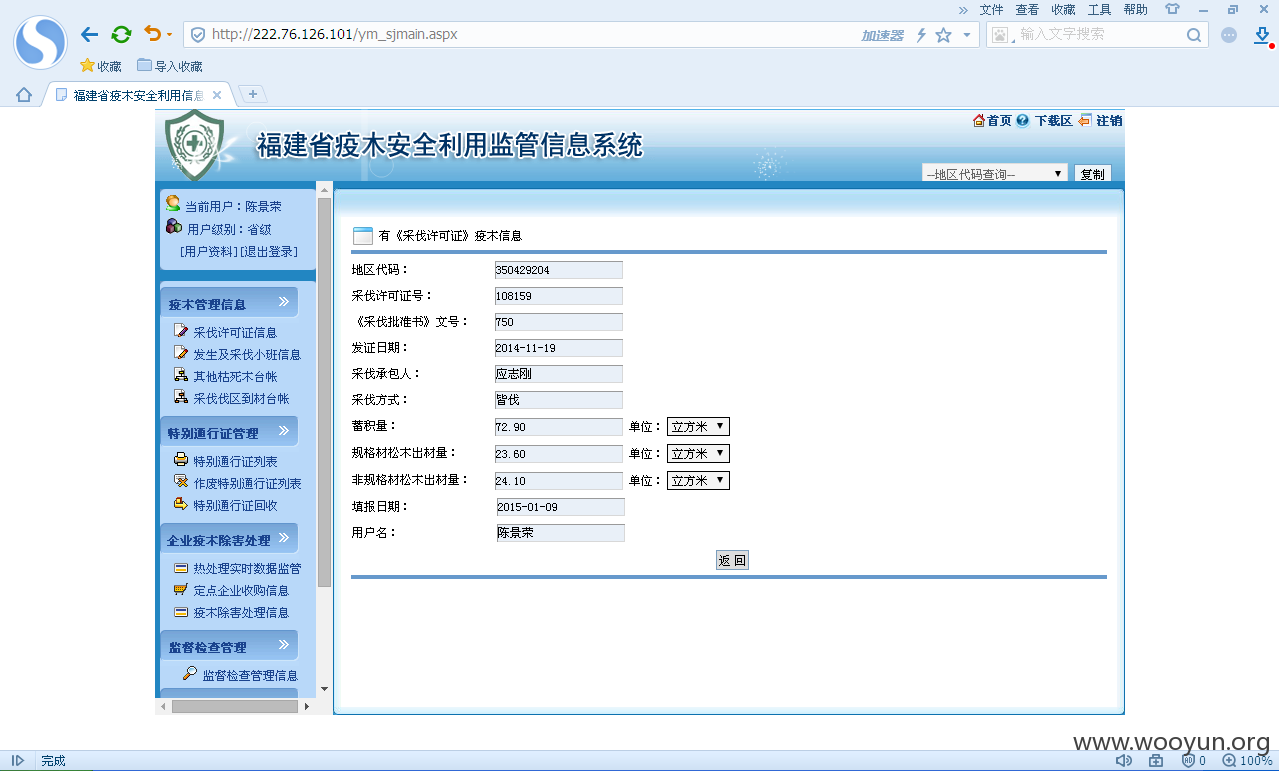 文件 查看 收藏 工具 帮助
http://222.76.126.101/ym_sjmain.aspx
加速器
输入文字搜索
收藏 导入收藏
福建省疫木安全利用信息
福建省疫木安全利用监管信息系统
首页 下载区 注销
--地区代码查询-- 复制
当前用户：陈景荣
用户级别：省级
[用户资料][退出登录]
疫木管理信息
采伐许可证信息
发生及采伐小班信息
其他枯死木台帐
采伐伐区到材台帐
特别通行证管理
特别通行证列表
作废特别通行证列表
特别通行证回收
企业疫木除害处理
热处理实时数据监管
定点企业收购信息
疫木除害处理信息
监督检查管理
监督检查管理信息
有《采伐许可证》疫木信息
地区代码： 350429204
采伐许可证号： 108159
《采伐批准书》文号： 750
发证日期： 2014-11-19
采伐承包人： 应志刚
采伐方式： 皆伐
蓄积量： 72.90 单位： 立方米
规格材松木出材量： 23.60 单位： 立方米
非规格材松木出材量： 24.10 单位： 立方米
填报日期： 2015-01-09
用户名： 陈景荣
返 回
www.wooyun.org
完成
0 100%